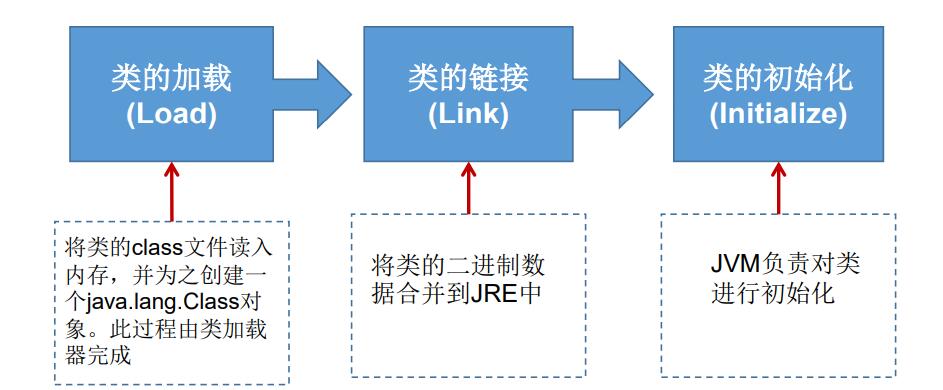 类的加载
(Load)
类的链接
(Link)
类的初始化
(Initialize)
将类的class文件读入
内存，并为之创建一
个java.lang.Class对
象。此过程由类加载
器完成
将类的二进制数
据合并到JRE中
JVM负责对类
进行初始化